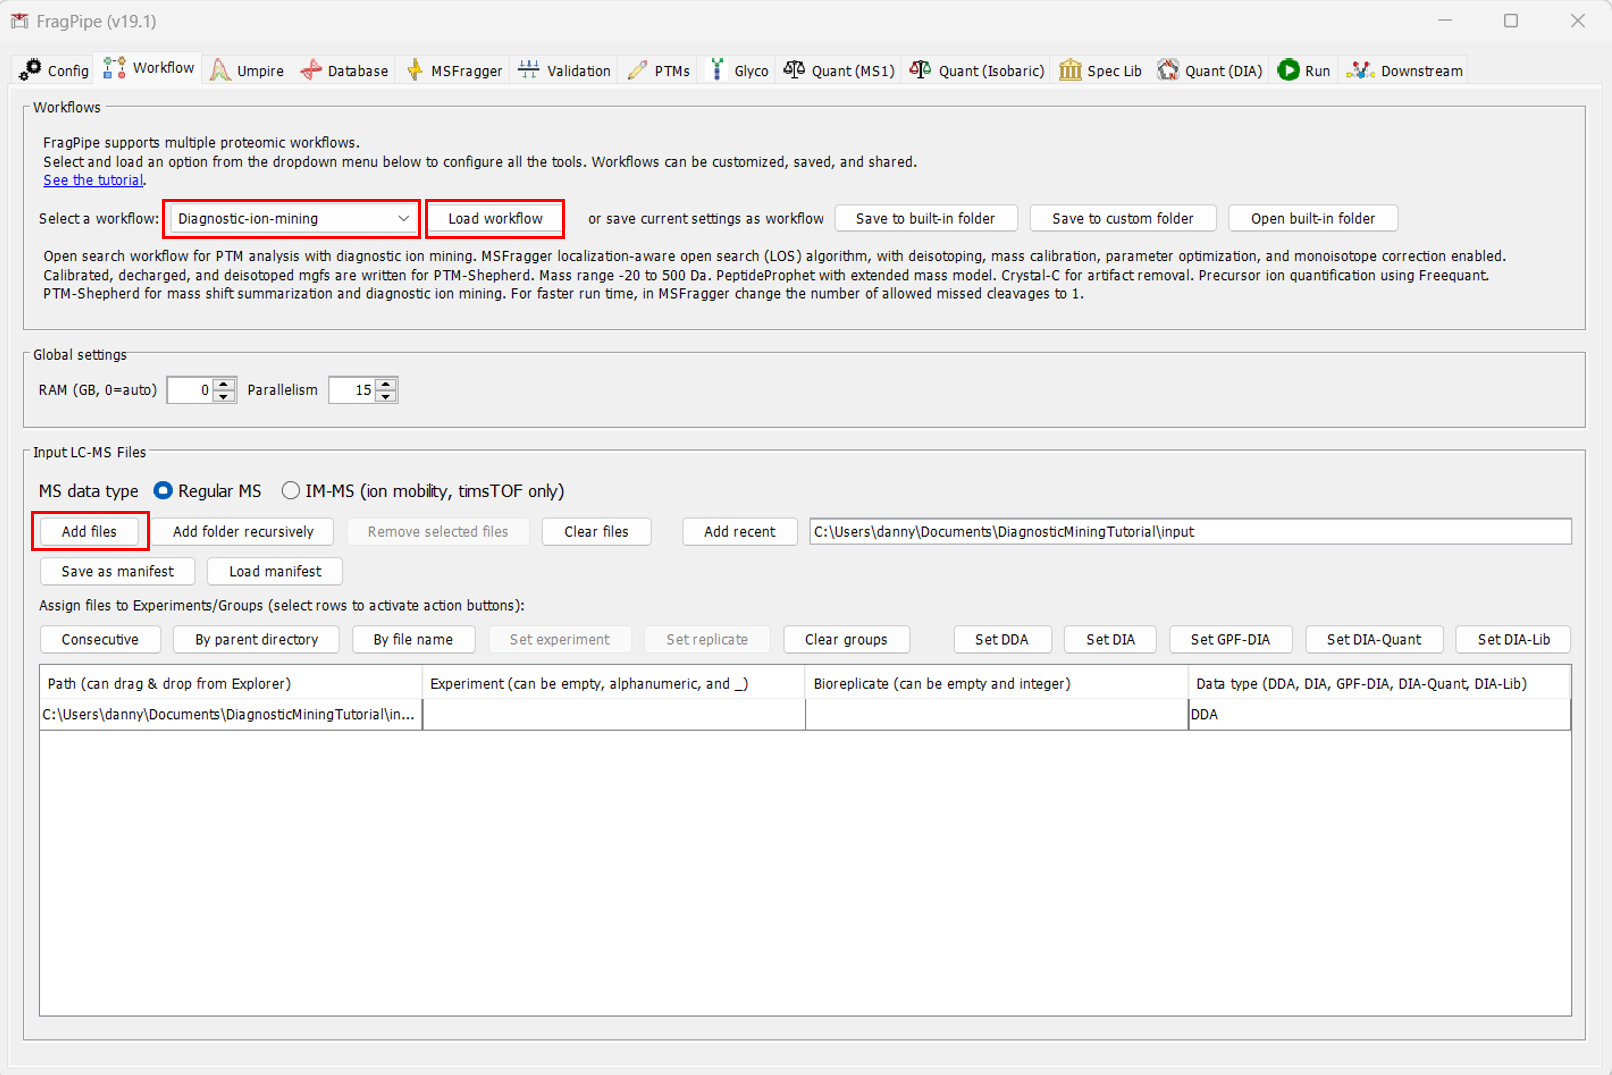 FragPipe (v19.1)
Config Workflow Umpire Database MSFragger Validation PTMs Glyco Quant (MS1) Quant (Isobaric) Spec Lib Quant (DIA) Run Downstream
Workflows
FragPipe supports multiple proteomic workflows.
Select and load an option from the dropdown menu below to configure all the tools. Workflows can be customized, saved, and shared.
See the tutorial.
Select a workflow: Diagnostic-ion-mining Load workflow or save current settings as workflow Save to built-in folder Save to custom folder Open built-in folder
Open search workflow for PTM analysis with diagnostic ion mining. MSFragger localization-aware open search (LOS) algorithm, with deisotoping, mass calibration, parameter optimization, and monoisotope correction enabled.
Calibrated, decharged, and deisotoped mgfs are written for PTM-Shepherd. Mass range -20 to 500 Da. PeptideProphet with extended mass model. Crystal-C for artifact removal. Precursor ion quantification using Freequant.
PTM-Shepherd for mass shift summarization and diagnostic ion mining. For faster run time, in MSFragger change the number of allowed missed cleavages to 1.
Global settings
RAM (GB, 0=auto) 0 Parallelism 15
Input LC-MS Files
MS data type Regular MS IM-MS (ion mobility, timsTOF only)
Add files Add folder recursively Remove selected files Clear files Add recent C:\Users\danny\Documents\DiagnosticMiningTutorial\input
Save as manifest Load manifest
Assign files to Experiments/Groups (select rows to activate action buttons):
Consecutive By parent directory By file name Set experiment Set replicate Clear groups Set DDA Set DIA Set GPF-DIA Set DIA-Quant Set DIA-Lib
Path (can drag & drop from Explorer) Experiment (can be empty, alphanumeric, and _) Bioreplicate (can be empty and integer) Data type (DDA, DIA, GPF-DIA, DIA-Quant, DIA-Lib)
C:\Users\danny\Documents\DiagnosticMiningTutorial\in... DDA